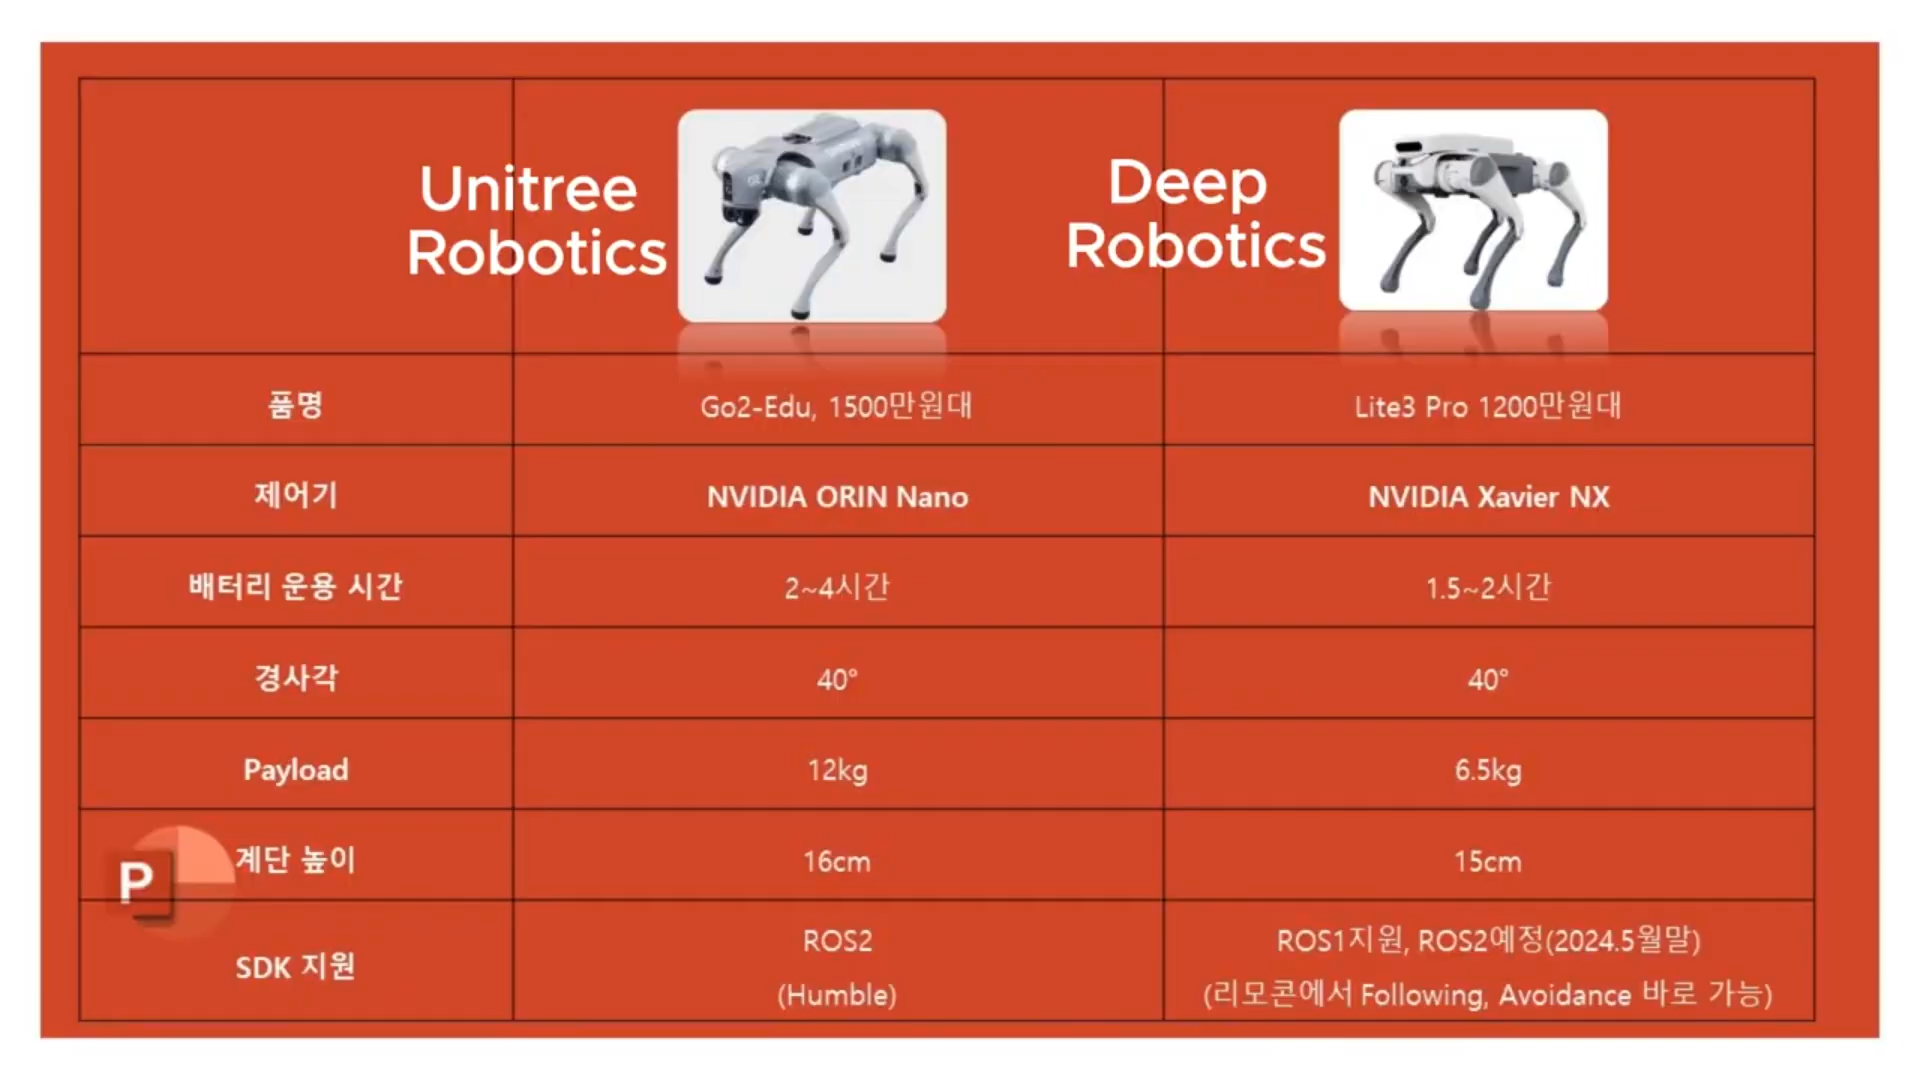 Unitree
Robotics
Deep
Robotics
품명
Go2-Edu, 1500만원대
Lite3 Pro 1200만원대
제어기
NVIDIA ORIN Nano
NVIDIA Xavier NX
배터리 운용 시간
2~4시간
1.5~2시간
경사각
40°
40°
Payload
12kg
6.5kg
계단 높이
16cm
15cm
P
SDK 지원
ROS2
(Humble)
ROS1지원, ROS2예정(2024.5월말)
(리모콘에서 Following, Avoidance 바로 가능)